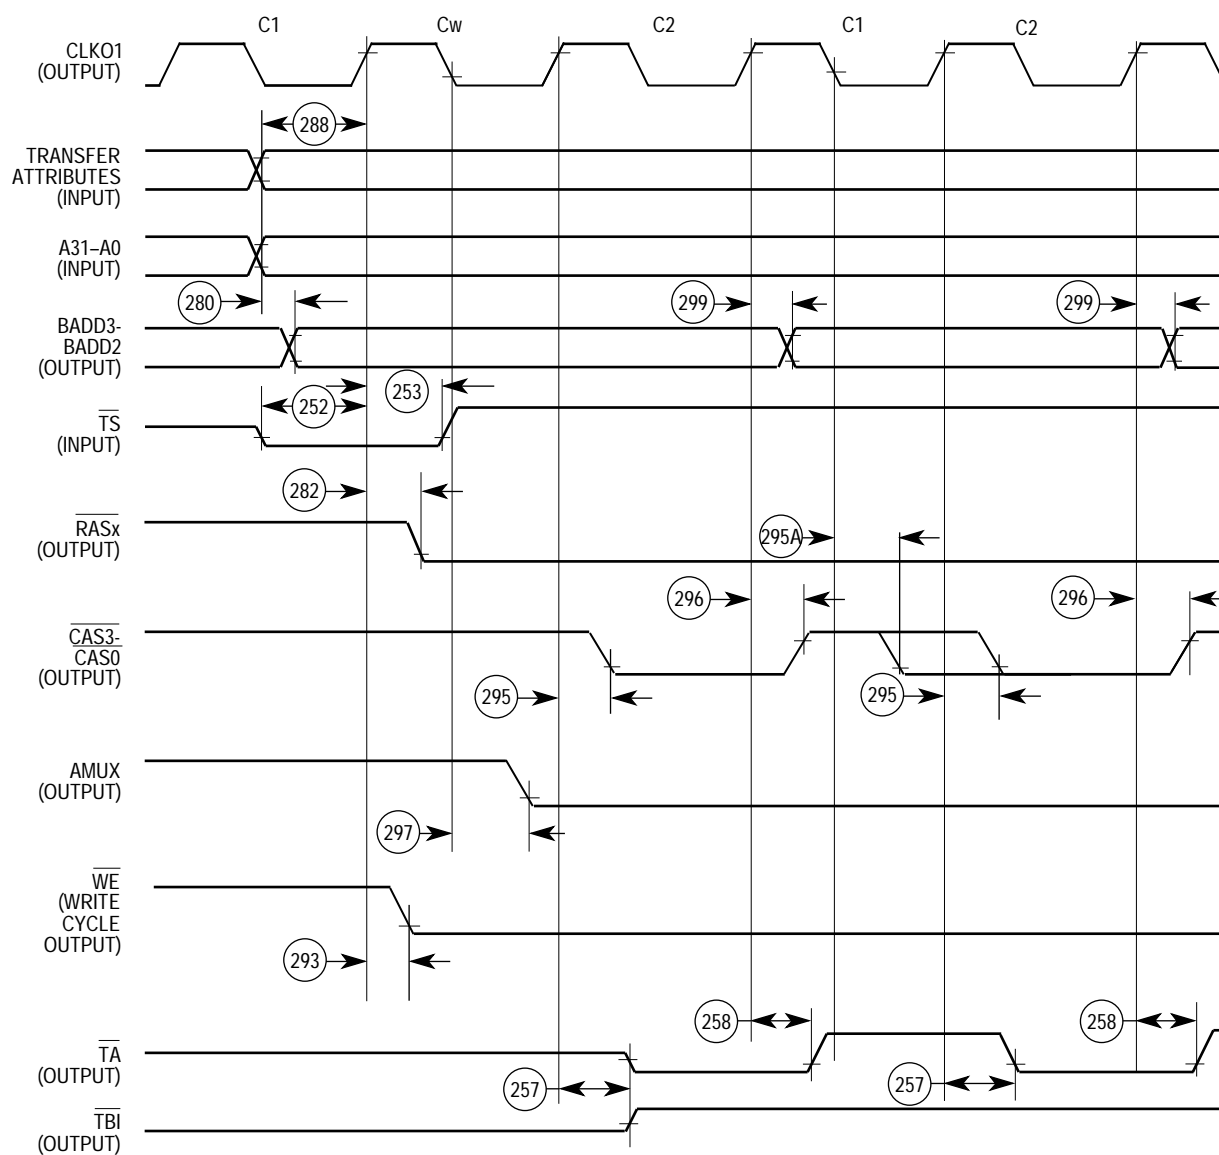 C1 Cw C2 C1 C2
CLKO1
(OUTPUT)
288
TRANSFER
ATTRIBUTES
(INPUT)
A31–A0
(INPUT)
280 299 299
BADD3-
BADD2
(OUTPUT)
253
252
TS
(INPUT)
282
RASx
(OUTPUT)
295A
296 296
CAS3-
CAS0
(OUTPUT)
295 295
AMUX
(OUTPUT)
297
WE
(WRITE
CYCLE
OUTPUT)
293
258 258
TA
(OUTPUT)
257 257
TBI
(OUTPUT)